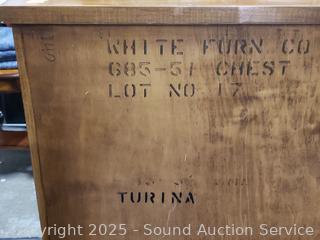 WHITE FURN. CO
685-51 CHEST
LOT NO 17
TURINA
Copyright 2025 - Sound Auction Service